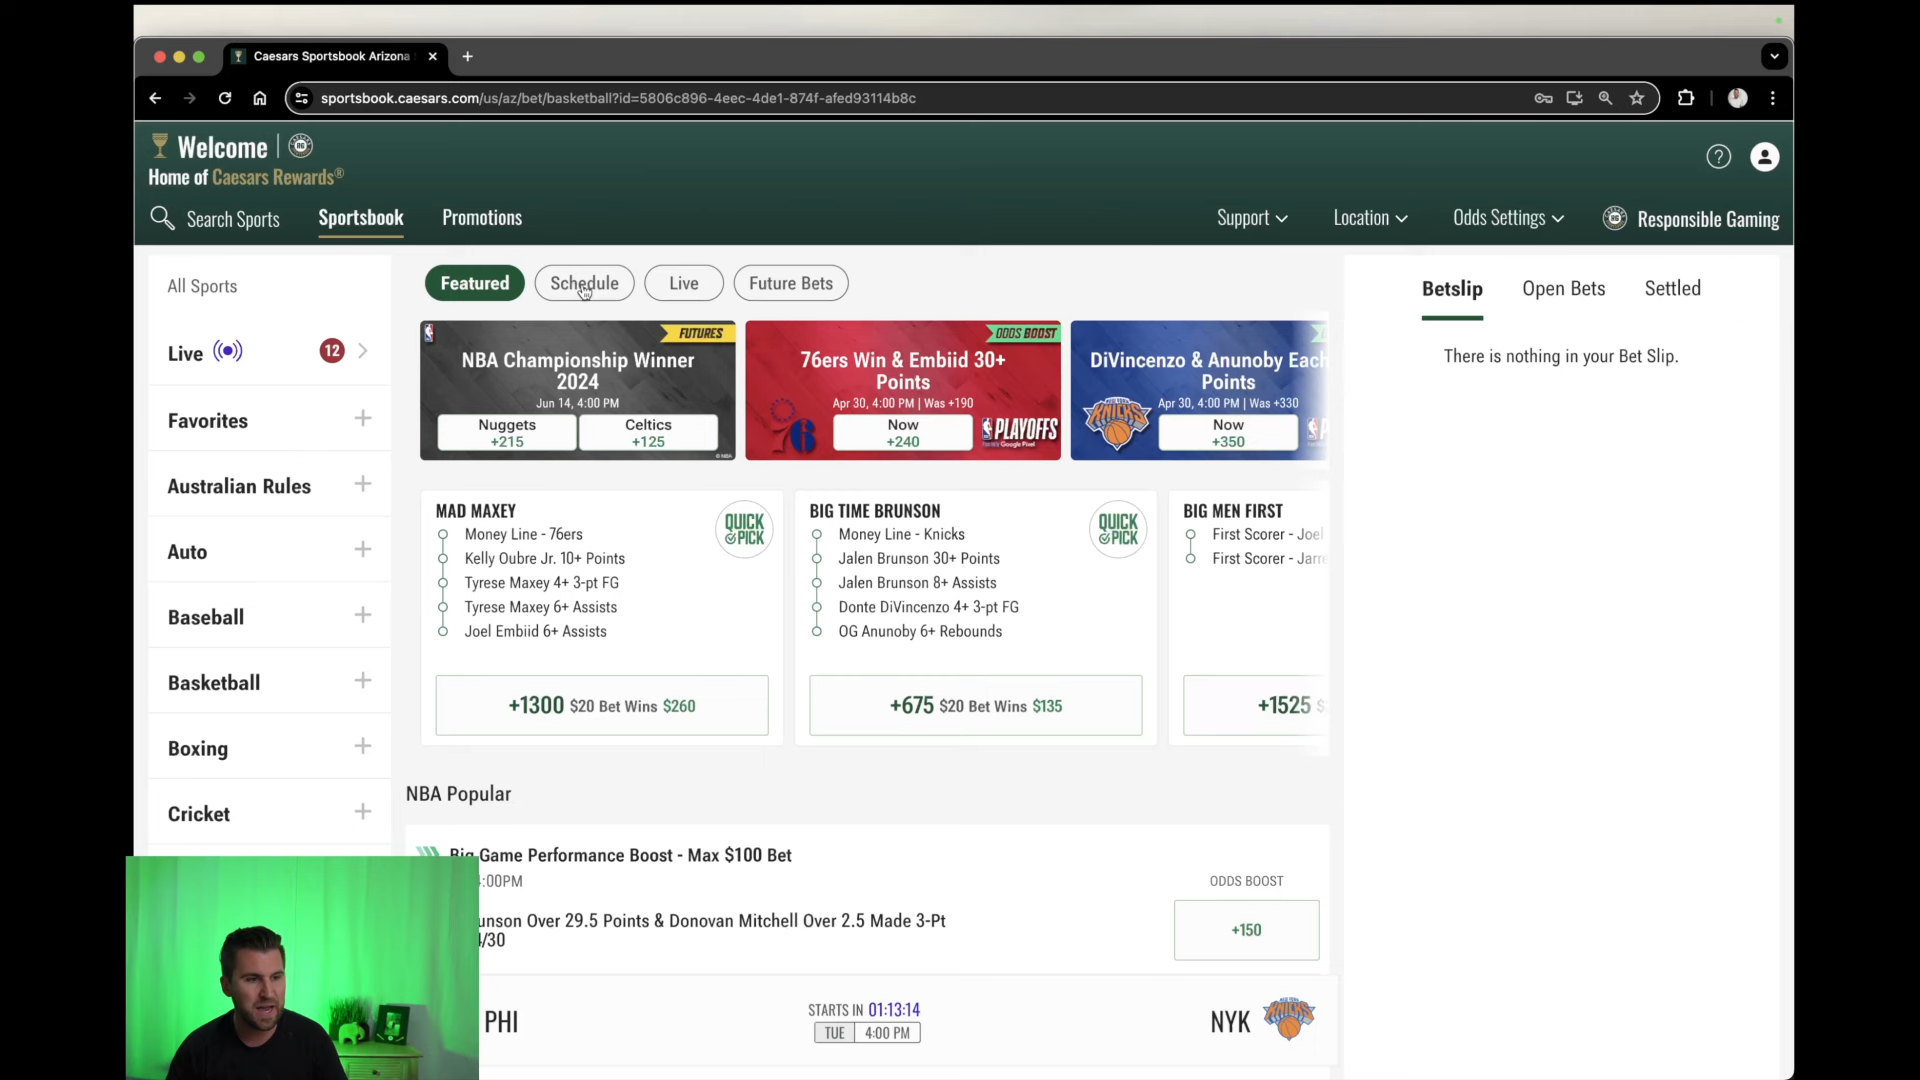 Caesars Sportsbook Arizona
sportsbook.caesars.com/us/az/bet/basketball?id=5806c896-4eec-4de1-874f-afed93114b8c
Welcome
Home of Caesars Rewards®
Search Sports
Sportsbook
Promotions
Support
Location
Odds Settings
Responsible Gaming
All Sports
Live
12
Favorites
Australian Rules
Auto
Baseball
Basketball
Boxing
Cricket
Featured
Schedule
Live
Future Bets
FUTURES
NBA Championship Winner
2024
Jun 14, 4:00 PM
Nuggets
+215
Celtics
+125
ODDS BOOST
76ers Win & Embiid 30+
Points
Apr 30, 4:00 PM | Was +190
Now
+240
PLAYOFFS
DiVincenzo & Anunoby Each
Points
Apr 30, 4:00 PM | Was +330
Now
+350
KNICKS
MAD MAXEY
QUICK
PICK
Money Line - 76ers
Kelly Oubre Jr. 10+ Points
Tyrese Maxey 4+ 3-pt FG
Tyrese Maxey 6+ Assists
Joel Embiid 6+ Assists
+1300 $20 Bet Wins $260
BIG TIME BRUNSON
QUICK
PICK
Money Line - Knicks
Jalen Brunson 30+ Points
Jalen Brunson 8+ Assists
Donte DiVincenzo 4+ 3-pt FG
OG Anunoby 6+ Rebounds
+675 $20 Bet Wins $135
BIG MEN FIRST
First Scorer - Joel
First Scorer - Jarre
+1525 $
NBA Popular
Big Game Performance Boost - Max $100 Bet
4:00PM
ODDS BOOST
unson Over 29.5 Points & Donovan Mitchell Over 2.5 Made 3-Pt
/30
+150
PHI
STARTS IN 01:13:14
TUE 4:00 PM
NYK
KNICKS
Betslip
Open Bets
Settled
There is nothing in your Bet Slip.